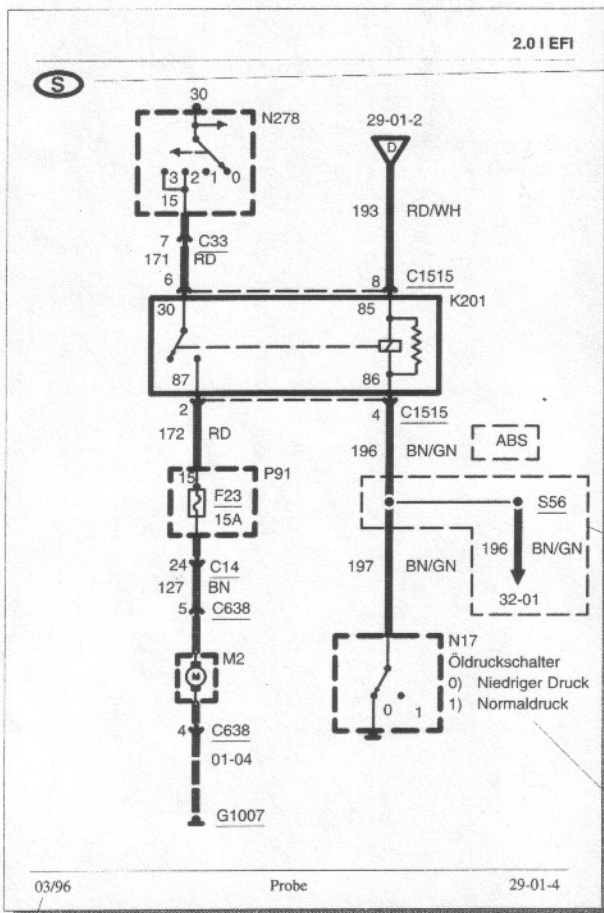 2.0 I EFI
S
30
N278
29-01-2
D
3 2 1 0
15
193 RD/WH
7 C33
171 RD
6
8 C1515
K201
30
85
87
86
2
4 C1515
172 RD
196 BN/GN
ABS
15
P91
F23
15A
S56
24 C14
127 BN
197 BN/GN
196 BN/GN
5 C638
32-01
M2
M
N17
Öldruckschalter
0) Niedriger Druck
1) Normaldruck
0 1
4 C638
01-04
G1007
03/96 Probe 29-01-4